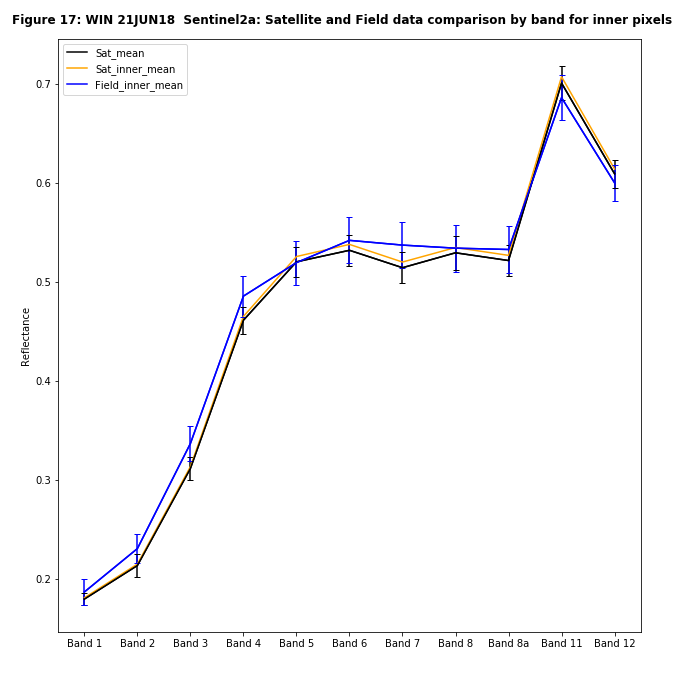 Figure 17: WIN 21JUN18  Sentinel2a: Satellite and Field data comparison by band for inner pixels
Sat_mean
Sat_inner_mean
Field_inner_mean
0.7
0.6
0.5
0.4
0.3
0.2
Reflectance
Band 1 Band 2 Band 3 Band 4 Band 5 Band 6 Band 7 Band 8 Band 8a Band 11 Band 12